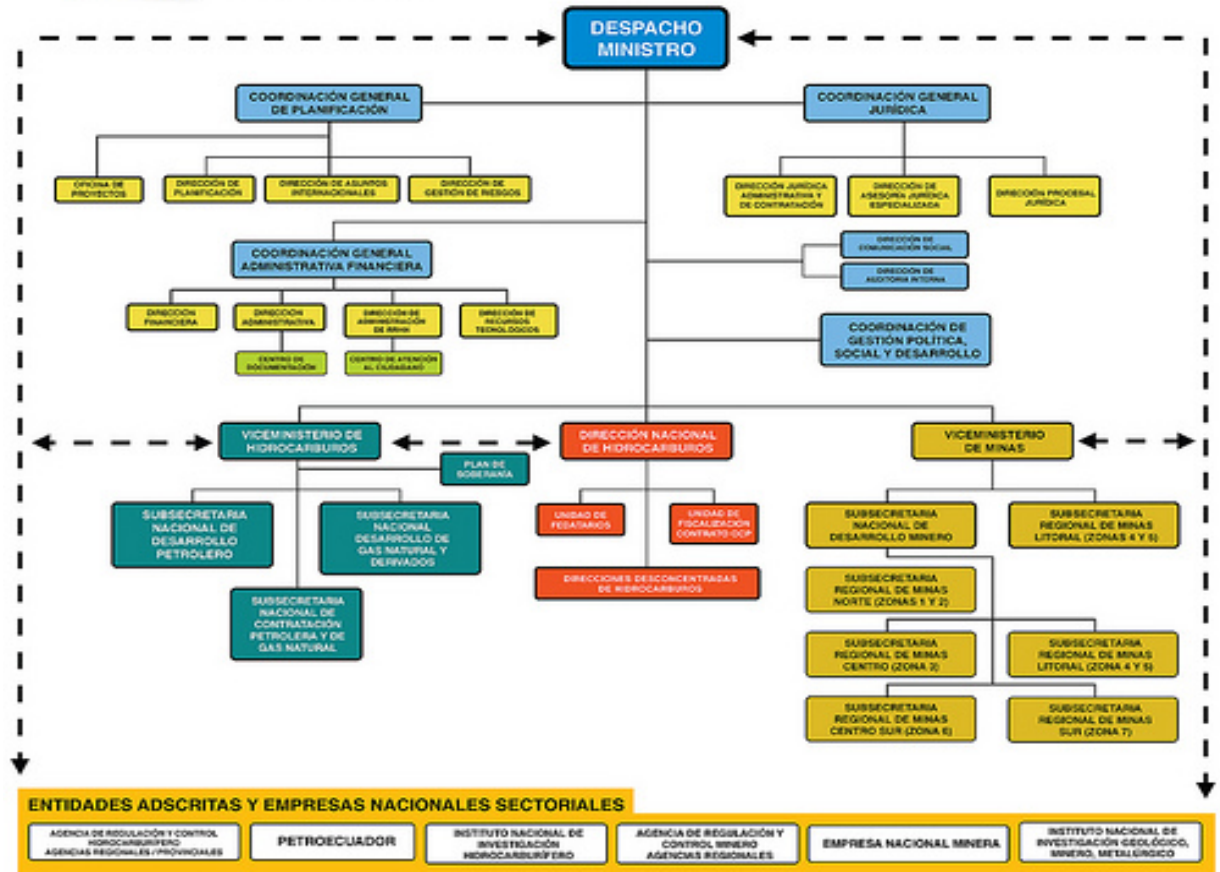 DESPACHO
MINISTRO
COORDINACIÓN GENERAL
DE PLANIFICACIÓN
COORDINACIÓN GENERAL
JURÍDICA
OFICINA DE
PROYECTOS
DIRECCIÓN DE
PLANIFICACIÓN
DIRECCIÓN DE ASUNTOS
INTERNACIONALES
DIRECCIÓN DE
GESTIÓN DE RIESGOS
DIRECCIÓN JURÍDICA
ADMINISTRATIVA Y
DE CONTRATACIÓN
DIRECCIÓN DE
ASESORÍA JURÍDICA
ESPECIALIZADA
DIRECCIÓN PROCESAL
JURÍDICA
COORDINACIÓN GENERAL
ADMINISTRATIVA FINANCIERA
DIRECCIÓN DE
COMUNICACIÓN SOCIAL
DIRECCIÓN DE
AUDITORIA INTERNA
DIRECCION
FINANCIERA
DIRECCION
ADMINISTRATIVA
DIRECCIÓN DE
ADMINISTRACIÓN
DE RRHH
DIRECCIÓN DE
RECURSOS
TECNOLÓGICOS
CENTRO DE
DOCUMENTACIÓN
CENTRO DE ATENCIÓN
AL CIUDADANO
COORDINACIÓN DE
GESTIÓN POLÍTICA,
SOCIAL Y DESARROLLO
VICEMINISTERIO DE
HIDROCARBUROS
DIRECCIÓN NACIONAL
DE HIDROCARBUROS
VICEMINISTERIO
DE MINAS
PLAN DE
SOBERANÍA
SUBSECRETARIA
NACIONAL DE
DESARROLLO
PETROLERO
SUBSECRETARIA
NACIONAL
DESARROLLO DE
GAS NATURAL Y
DERIVADOS
SUBSECRETARIA
NACIONAL DE
CONTRATACIÓN
PETROLERA Y DE
GAS NATURAL
UNIDAD DE
FEDATARIOS
UNIDAD DE
FISCALIZACIÓN
CONTRATO OCP
DIRECCIONES DESCONCENTRADAS
DE HIDROCARBUROS
SUBSECRETARIA
NACIONAL DE
DESARROLLO MINERO
SUBSECRETARIA
REGIONAL DE MINAS
LITORAL (ZONAS 4 Y 5)
SUBSECRETARIA
REGIONAL DE MINAS
NORTE (ZONAS 1 Y 2)
SUBSECRETARIA
REGIONAL DE MINAS
CENTRO (ZONA 3)
SUBSECRETARIA
REGIONAL DE MINAS
LITORAL (ZONA 4 Y 5)
SUBSECRETARIA
REGIONAL DE MINAS
CENTRO SUR (ZONA 6)
SUBSECRETARIA
REGIONAL DE MINAS
SUR (ZONA 7)
ENTIDADES ADSCRITAS Y EMPRESAS NACIONALES SECTORIALES
AGENCIA DE REGULACIÓN Y CONTROL
HIDROCARBURÍFERO
AGENCIAS REGIONALES / PROVINCIALES
PETROECUADOR
INSTITUTO NACIONAL DE
INVESTIGACIÓN
HIDROCARBURÍFERO
AGENCIA DE REGULACIÓN Y
CONTROL MINERO
AGENCIAS REGIONALES
EMPRESA NACIONAL MINERA
INSTITUTO NACIONAL DE
INVESTIGACIÓN GEOLÓGICO,
MINERO, METALÚRGICO